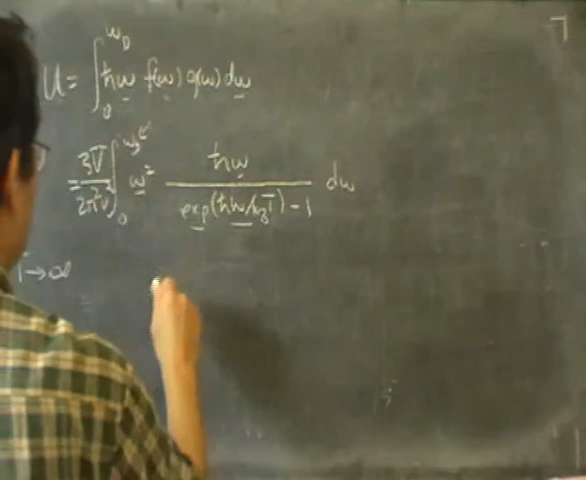 U = ∫₀^{ω_D} ħω f(ω) g(ω) dω
= 3V/2π²v³ ∫₀^{ω_D} ω² ħω/(exp(ħω/k_BT) - 1) dω
T → ∞